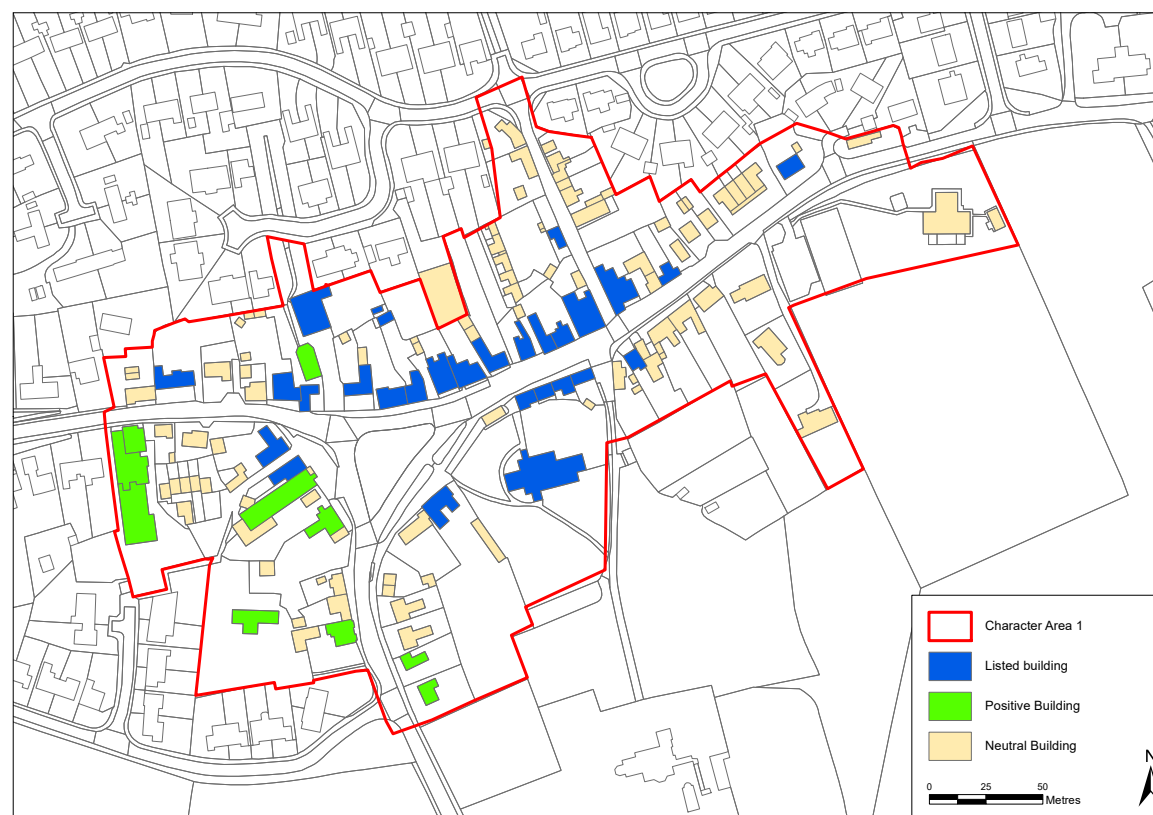 Character Area 1
Listed building
Positive Building
Neutral Building
0 25 50
Metres
N